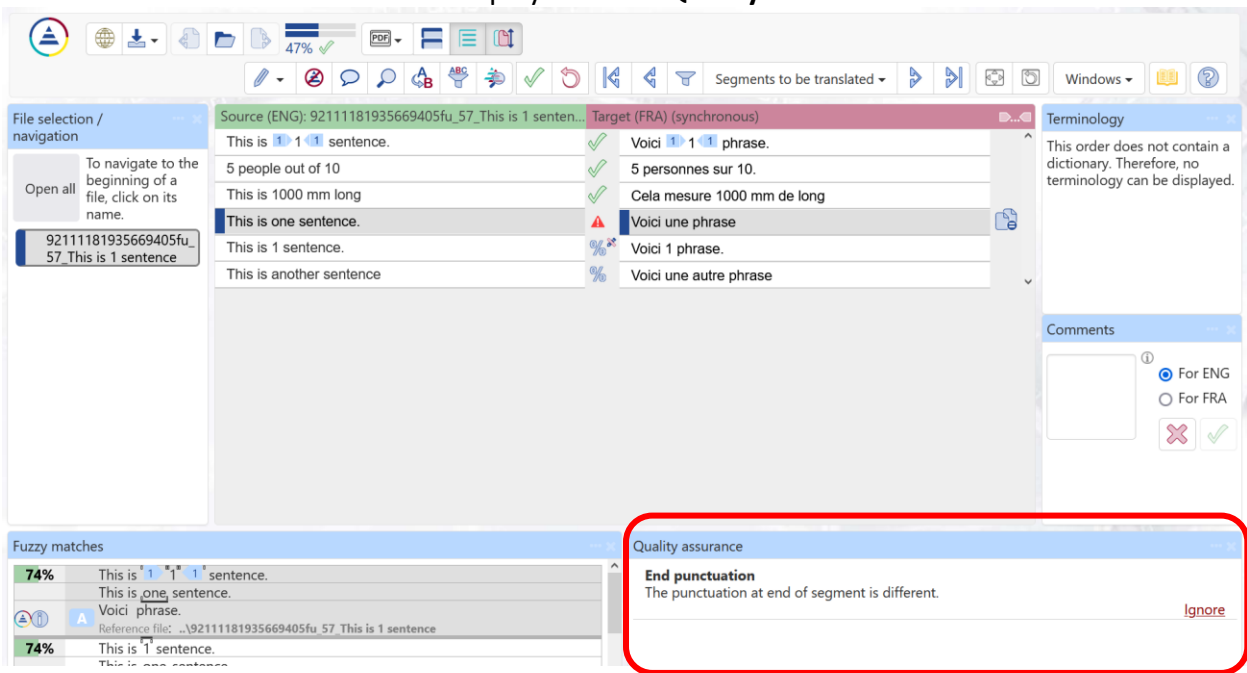 47%
PDF
Segments to be translated
Windows
File selection /
navigation
Open all
To navigate to the
beginning of a
file, click on its
name.
92111181935669405fu_
57_This is 1 sentence
Source (ENG): 92111181935669405fu_57_This is 1 senten... Target (FRA) (synchronous)
This is 1 1 1 sentence. Voici 1 1 1 phrase.
5 people out of 10 5 personnes sur 10.
This is 1000 mm long Cela mesure 1000 mm de long
This is one sentence. Voici une phrase
This is 1 sentence. % Voici 1 phrase.
This is another sentence % Voici une autre phrase
Terminology
This order does not contain a
dictionary. Therefore, no
terminology can be displayed.
Comments
For ENG
For FRA
Fuzzy matches
74% This is 1 "1" 1 sentence.
This is one sentence.
A Voici phrase.
Reference file: ..\92111181935669405fu_57_This is 1 sentence
74% This is 1 sentence.
Quality assurance
End punctuation
The punctuation at end of segment is different.
Ignore